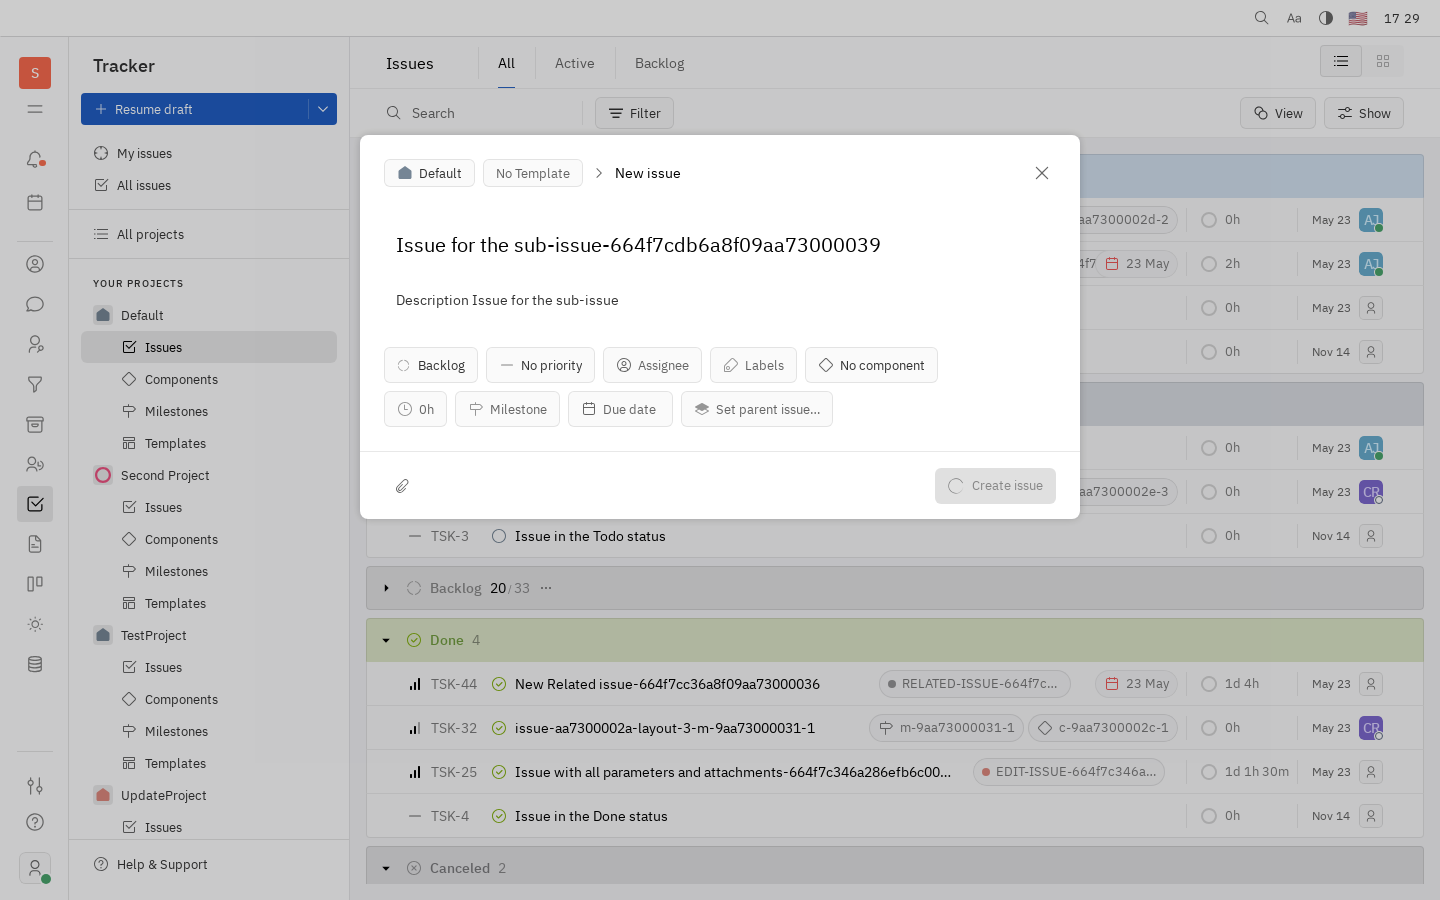 Aa 17 29
S
Tracker
Resume draft
My issues
All issues
All projects
YOUR PROJECTS
Default
Issues
Components
Milestones
Templates
Second Project
Issues
Components
Milestones
Templates
TestProject
Issues
Components
Milestones
Templates
UpdateProject
Issues
Help & Support
Issues All Active Backlog
Search Filter View Show
Default No Template New issue
Issue for the sub-issue-664f7cdb6a8f09aa73000039
Description Issue for the sub-issue
Backlog No priority Assignee Labels No component
0h Milestone Due date Set parent issue...
Create issue
aa7300002d-2 0h May 23 AJ
4f7 23 May 2h May 23 AJ
0h May 23
0h Nov 14
0h May 23 AJ
aa7300002e-3 0h May 23 CR
TSK-3 Issue in the Todo status 0h Nov 14
Backlog 20/33 ...
Done 4
TSK-44 New Related issue-664f7cc36a8f09aa73000036 RELATED-ISSUE-664f7c... 23 May 1d 4h May 23
TSK-32 issue-aa7300002a-layout-3-m-9aa73000031-1 m-9aa73000031-1 c-9aa7300002c-1 0h May 23 CR
TSK-25 Issue with all parameters and attachments-664f7c346a286efb6c00... EDIT-ISSUE-664f7c346a... 1d 1h 30m May 23
TSK-4 Issue in the Done status 0h Nov 14
Canceled 2